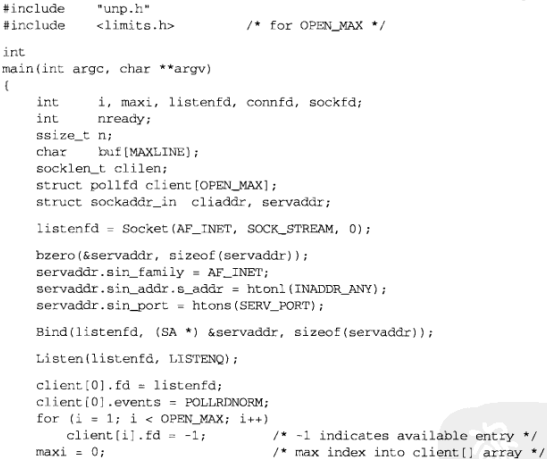 #include "unp.h"
#include <limits.h> /* for OPEN_MAX */
int
main(int argc, char **argv)
{
int i, maxi, listenfd, connfd, sockfd;
int nready;
ssize_t n;
char buf[MAXLINE];
socklen_t clilen;
struct pollfd client[OPEN_MAX];
struct sockaddr_in cliaddr, servaddr;
listenfd = Socket(AF_INET, SOCK_STREAM, 0);
bzero(&servaddr, sizeof(servaddr));
servaddr.sin_family = AF_INET;
servaddr.sin_addr.s_addr = htonl(INADDR_ANY);
servaddr.sin_port = htons(SERV_PORT);
Bind(listenfd, (SA *) &servaddr, sizeof(servaddr));
Listen(listenfd, LISTENQ);
client[0].fd = listenfd;
client[0].events = POLLRDNORM;
for (i = 1; i < OPEN_MAX; i++)
client[i].fd = -1; /* -1 indicates available entry */
maxi = 0; /* max index into client[] array */